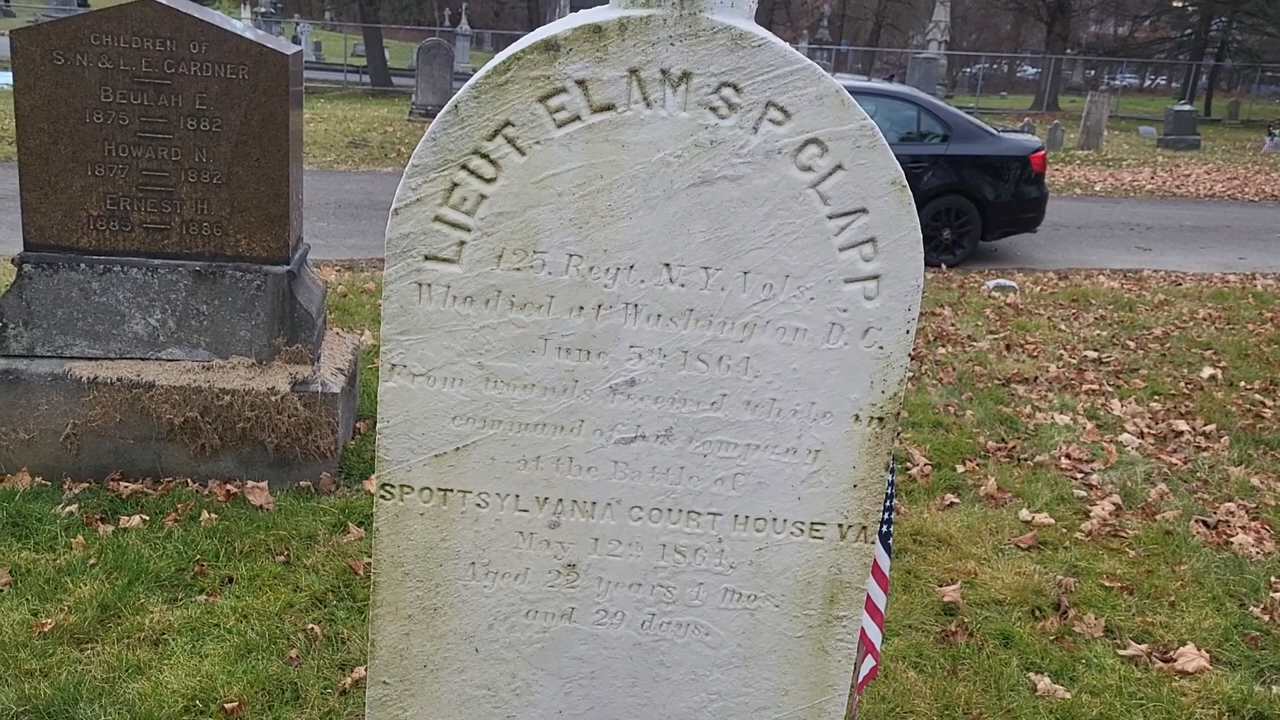 CHILDREN OF
S.N. & L.E. GARDNER
BEULAH E.
1875 — 1882
HOWARD N.
1877 — 1882
ERNEST H.
1885 — 1886
LIEUT. ELAM S. P. CLAPP
125. Regt. N. Y. Vols.
Who died at Washington, D. C.
June 5th 1864.
From wounds received while in
command of his company
at the Battle of
SPOTTSYLVANIA COURT HOUSE VA.
May 12th 1864.
Aged 22 years 4 mos.
and 29 days.